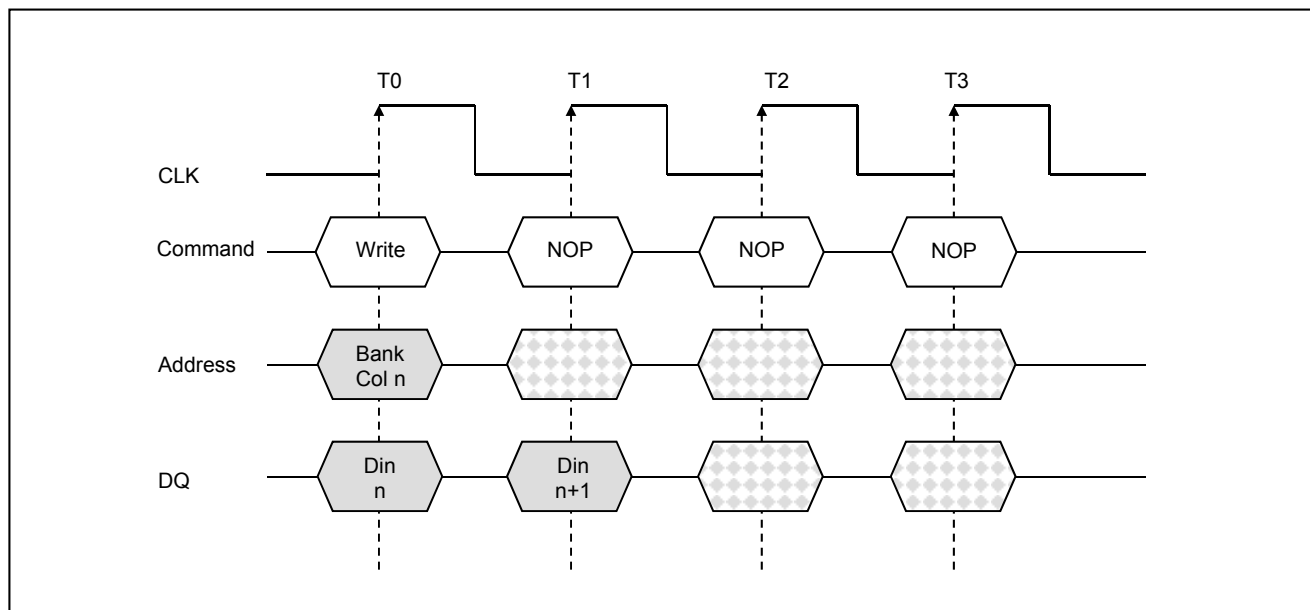 T0 T1 T2 T3
CLK
Command Write NOP NOP NOP
Address Bank
Col n
DQ Din Din
n n+1